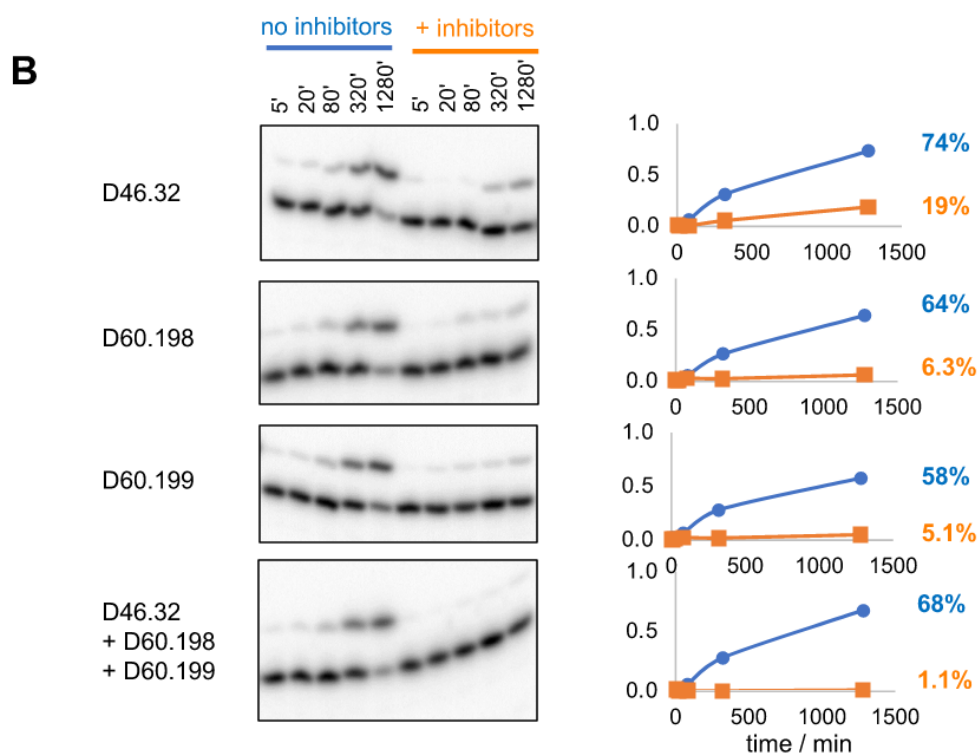 no inhibitors + inhibitors
B
5' 20' 80' 320' 1280' 5' 20' 80' 320' 1280'
D46.32
1.0
0.5
0.0
0 500 1000 1500
74%
19%
D60.198
1.0
0.5
0.0
0 500 1000 1500
64%
6.3%
D60.199
1.0
0.5
0.0
0 500 1000 1500
58%
5.1%
D46.32
+ D60.198
+ D60.199
1.0
0.5
0.0
0 500 1000 1500
time / min
68%
1.1%